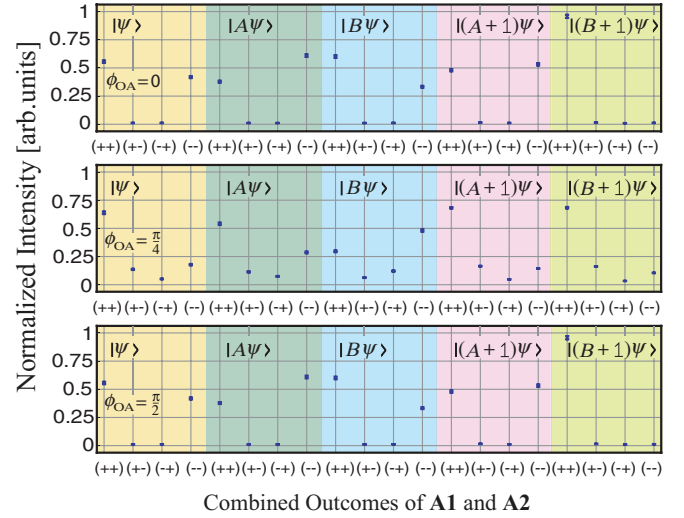 Normalized Intensity [arb.units]
|ψ⟩ |Aψ⟩ |Bψ⟩ |(A+𝟙)ψ⟩ |(B+𝟙)ψ⟩
1
0.75
0.5
0.25
0
ϕOA=0
(++) (+-) (-+) (--) (++) (+-) (-+) (--) (++) (+-) (-+) (--) (++) (+-) (-+) (--) (++) (+-) (-+) (--)
|ψ⟩ |Aψ⟩ |Bψ⟩ |(A+𝟙)ψ⟩ |(B+𝟙)ψ⟩
1
0.75
0.5
0.25
0
ϕOA=π/4
(++) (+-) (-+) (--) (++) (+-) (-+) (--) (++) (+-) (-+) (--) (++) (+-) (-+) (--) (++) (+-) (-+) (--)
|ψ⟩ |Aψ⟩ |Bψ⟩ |(A+𝟙)ψ⟩ |(B+𝟙)ψ⟩
1
0.75
0.5
0.25
0
ϕOA=π/2
(++) (+-) (-+) (--) (++) (+-) (-+) (--) (++) (+-) (-+) (--) (++) (+-) (-+) (--) (++) (+-) (-+) (--)
Combined Outcomes of A1 and A2